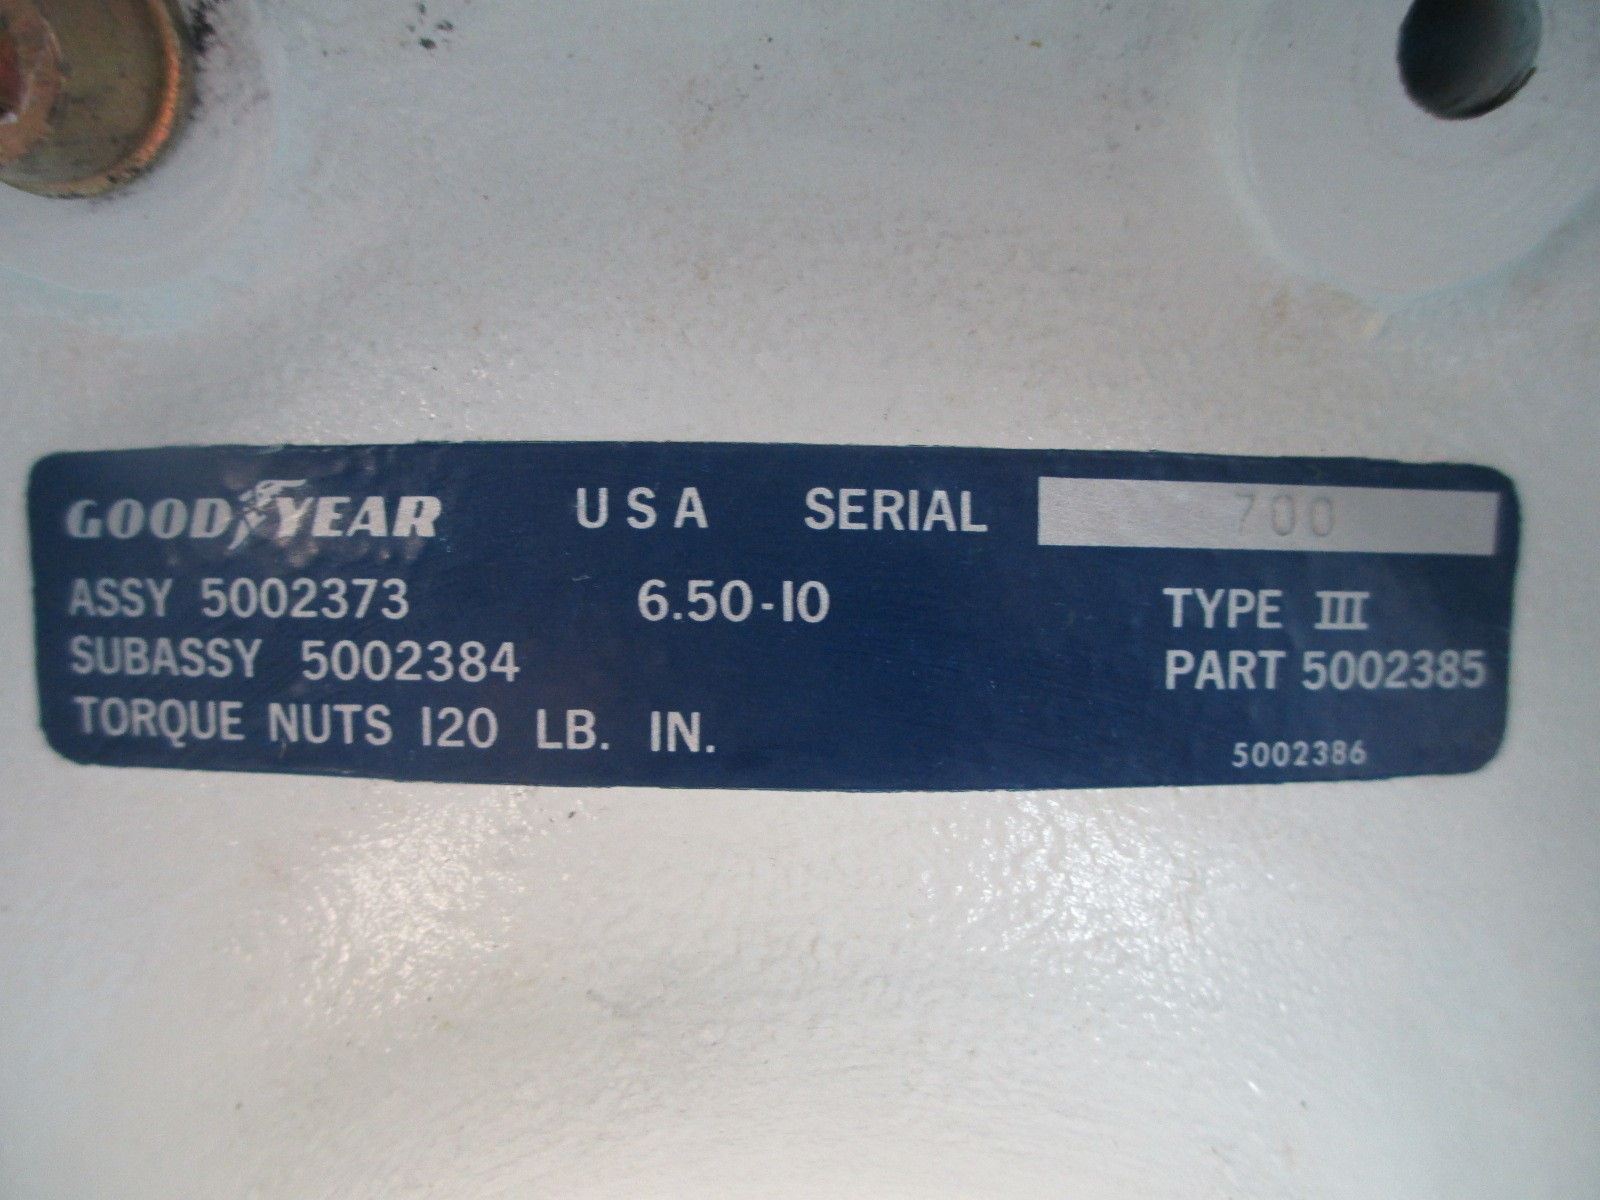 GOODYEAR USA SERIAL 700
ASSY 5002373 6.50-10 TYPE III
SUBASSY 5002384 PART 5002385
TORQUE NUTS 120 LB. IN. 5002386